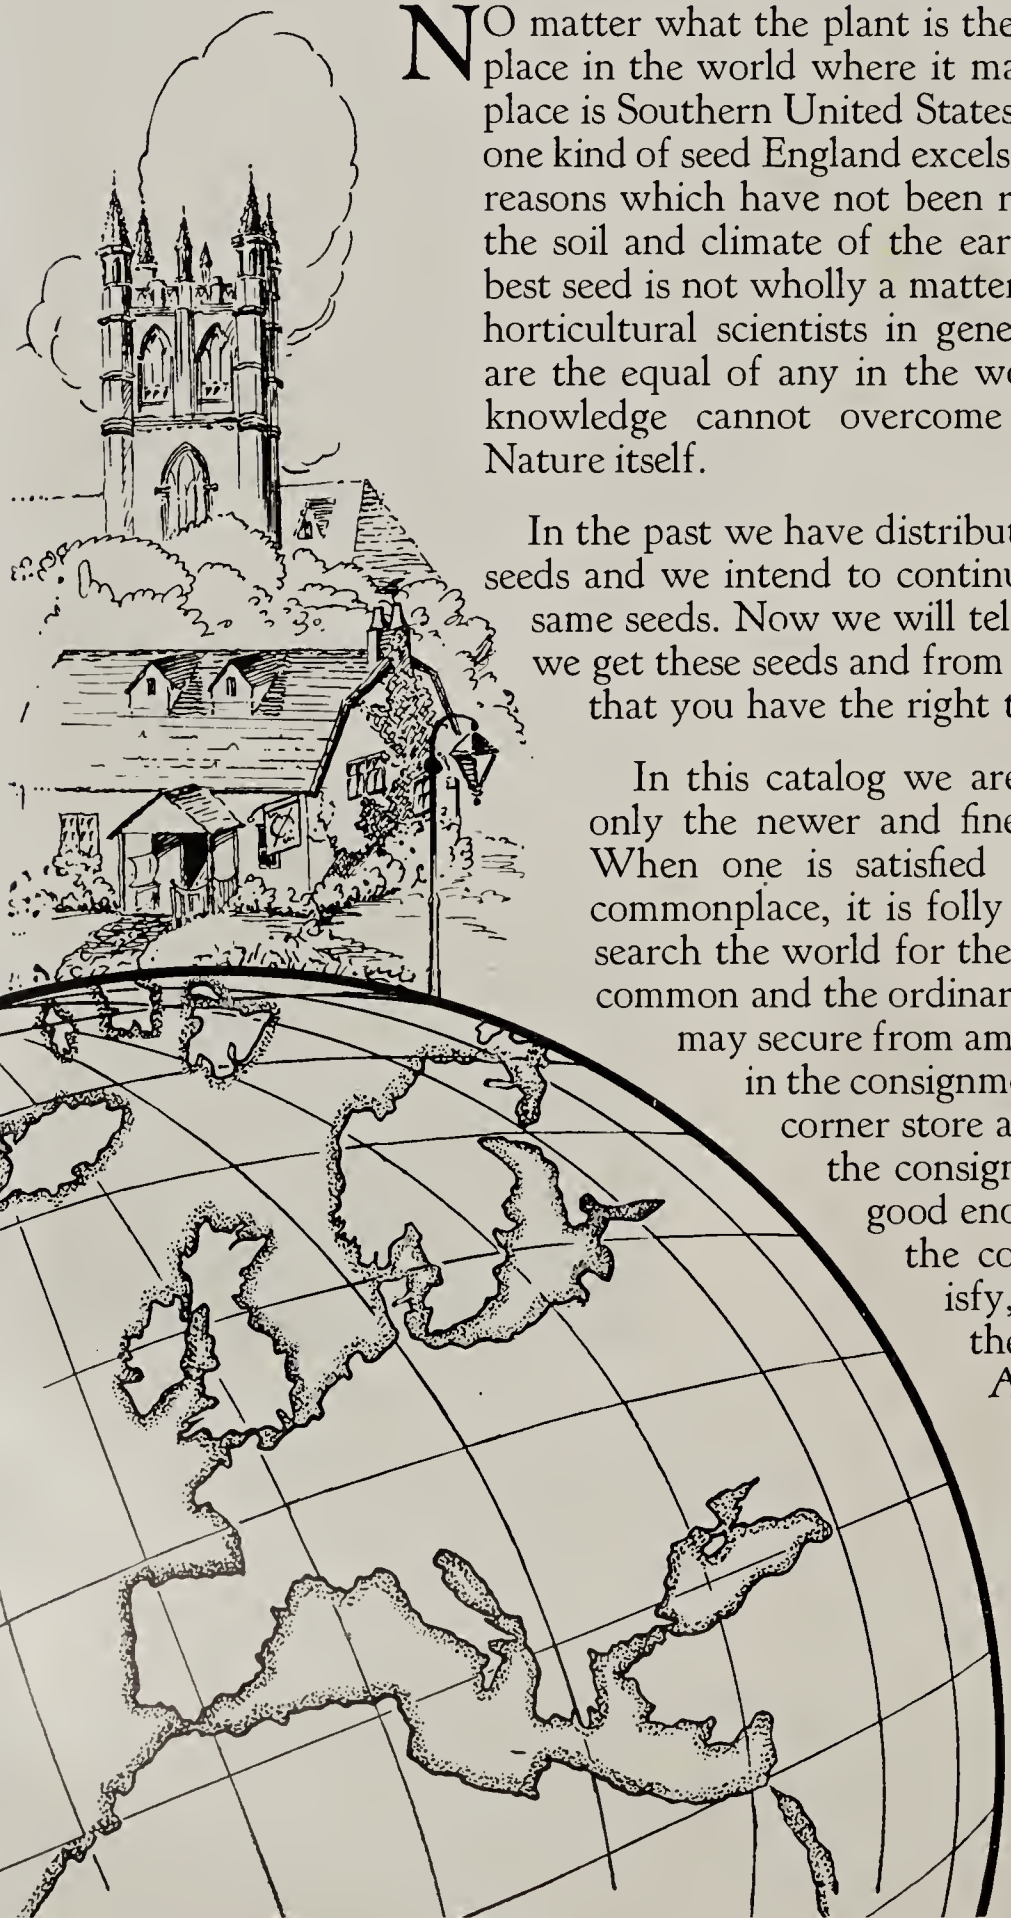 NO matter what the plant is the
place in the world where it ma
place is Southern United States
one kind of seed England excels
reasons which have not been
the soil and climate of the ear
best seed is not wholly a matter
horticultural scientists in gene
are the equal of any in the
knowledge cannot overcome
Nature itself.
In the past we have distribut
seeds and we intend to continu
same seeds. Now we will tel
we get these seeds and from
that you have the right
In this catalog we are
only the newer and fine
When one is satisfied
commonplace, it is folly
search the world for the
common and the ordinar
may secure from am
in the consignm
corner store a
the consign
good eno
the co
isfy,
the
A